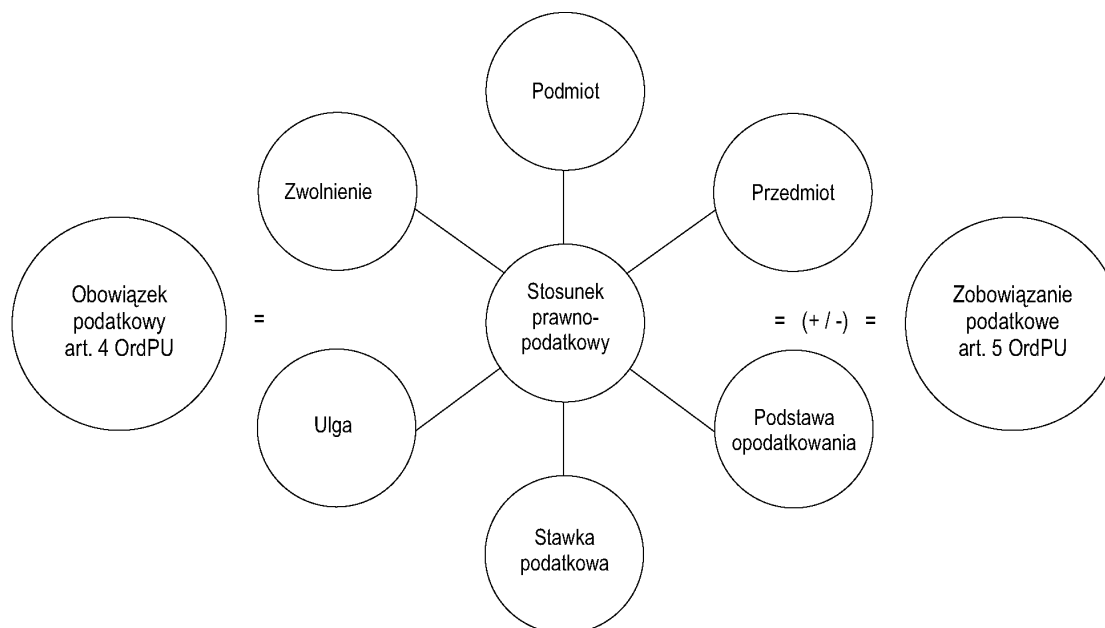 Podmiot
Zwolnienie
Przedmiot
Obowiązek
podatkowy
art. 4 OrdPU
=
Stosunek
prawno-
podatkowy
= (+ / -) =
Zobowiązanie
podatkowe
art. 5 OrdPU
Ulga
Podstawa
opodatkowania
Stawka
podatkowa